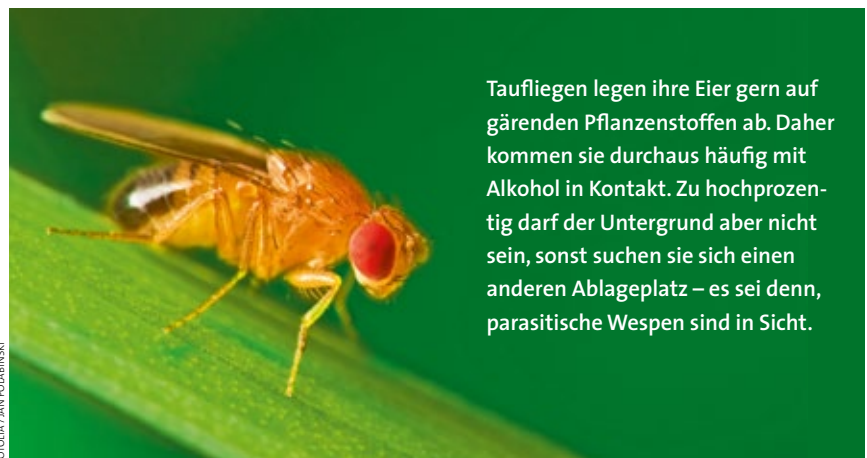 Taufliegen legen ihre Eier gern auf
gärenden Pflanzenstoffen ab. Daher
kommen sie durchaus häufig mit
Alkohol in Kontakt. Zu hochprozen-
tig darf der Untergrund aber nicht
sein, sonst suchen sie sich einen
anderen Ablageplatz – es sei denn,
parasitische Wespen sind in Sicht.